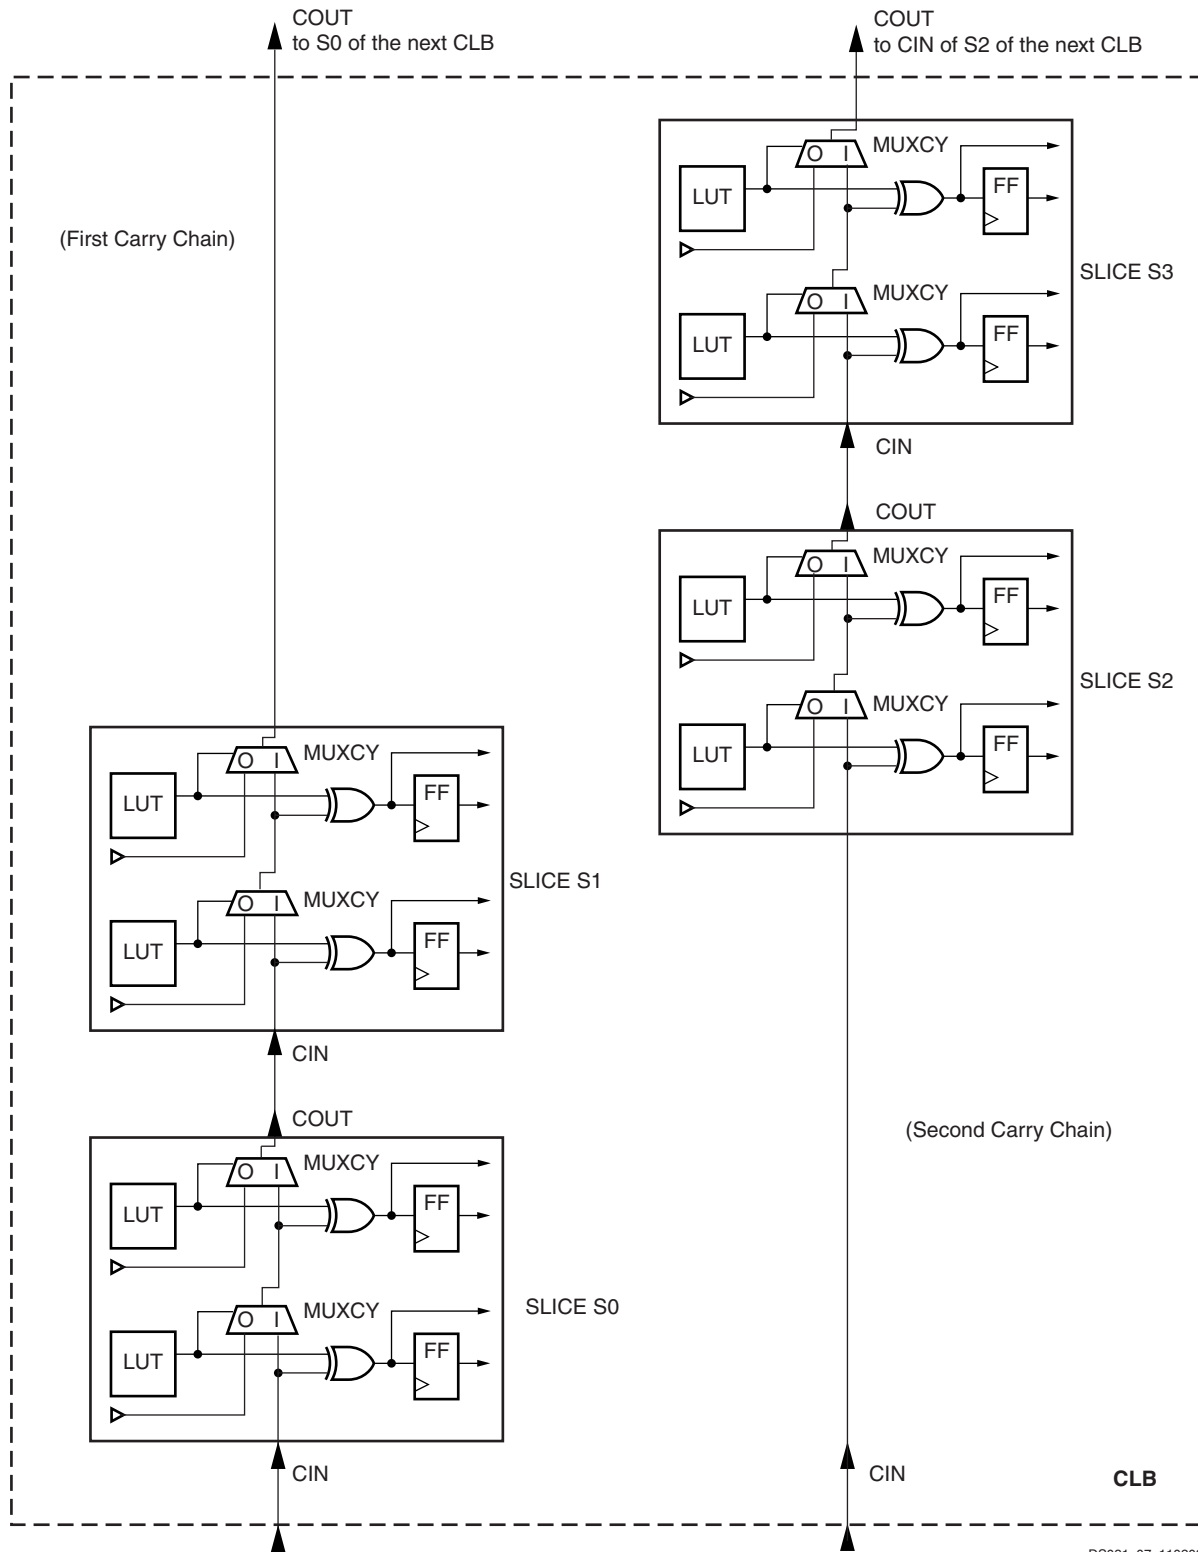 COUT
to S0 of the next CLB
COUT
to CIN of S2 of the next CLB
(First Carry Chain)
O I MUXCY
LUT
FF
SLICE S3
O I MUXCY
LUT
FF
CIN
COUT
O I MUXCY
LUT
FF
SLICE S2
O I MUXCY
LUT
FF
O I MUXCY
LUT
FF
SLICE S1
O I MUXCY
LUT
FF
CIN
COUT
(Second Carry Chain)
O I MUXCY
LUT
FF
SLICE S0
O I MUXCY
LUT
FF
CIN
CIN
CLB